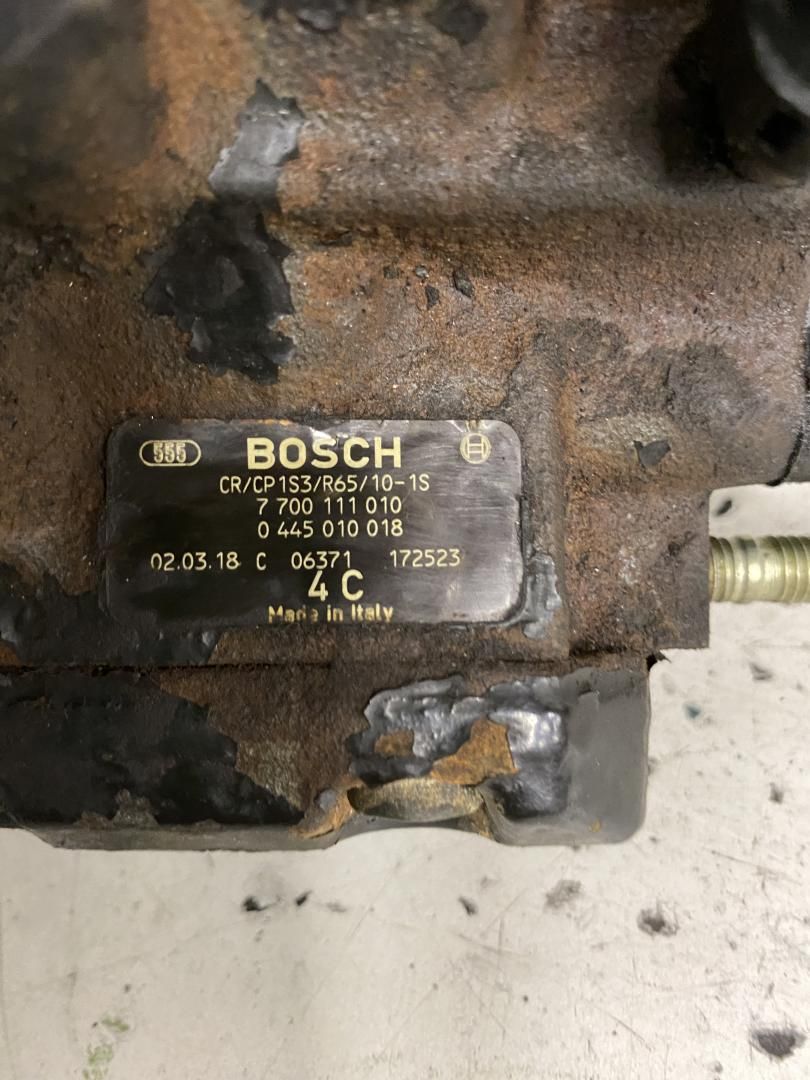 555 BOSCH
CR/CP1S3/R65/10-1S
7 700 111 010
0 445 010 018
02.03.18 C 06371 172523
4 C
Made in Italy